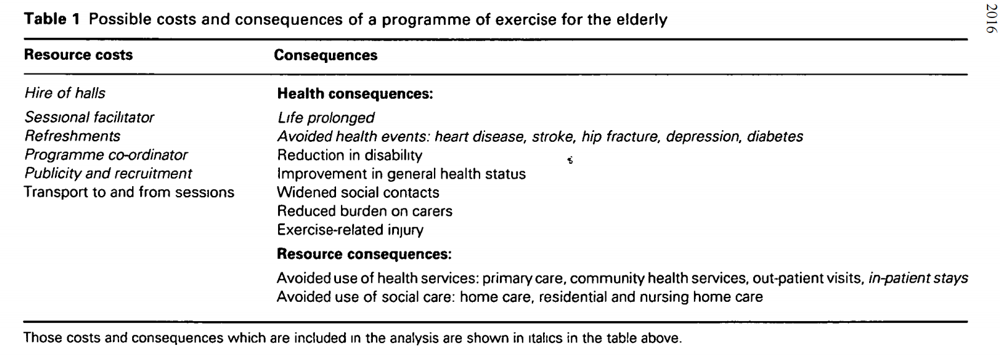 Table 1 Possible costs and consequences of a programme of exercise for the elderly
Resource costs Consequences
Hire of halls Health consequences:
Sessional facilitator Life prolonged
Refreshments Avoided health events: heart disease, stroke, hip fracture, depression, diabetes
Programme co-ordinator Reduction in disability
Publicity and recruitment Improvement in general health status
Transport to and from sessions Widened social contacts
Reduced burden on carers
Exercise-related injury
Resource consequences:
Avoided use of health services: primary care, community health services, out-patient visits, in-patient stays
Avoided use of social care: home care, residential and nursing home care
Those costs and consequences which are included in the analysis are shown in italics in the table above.
2016